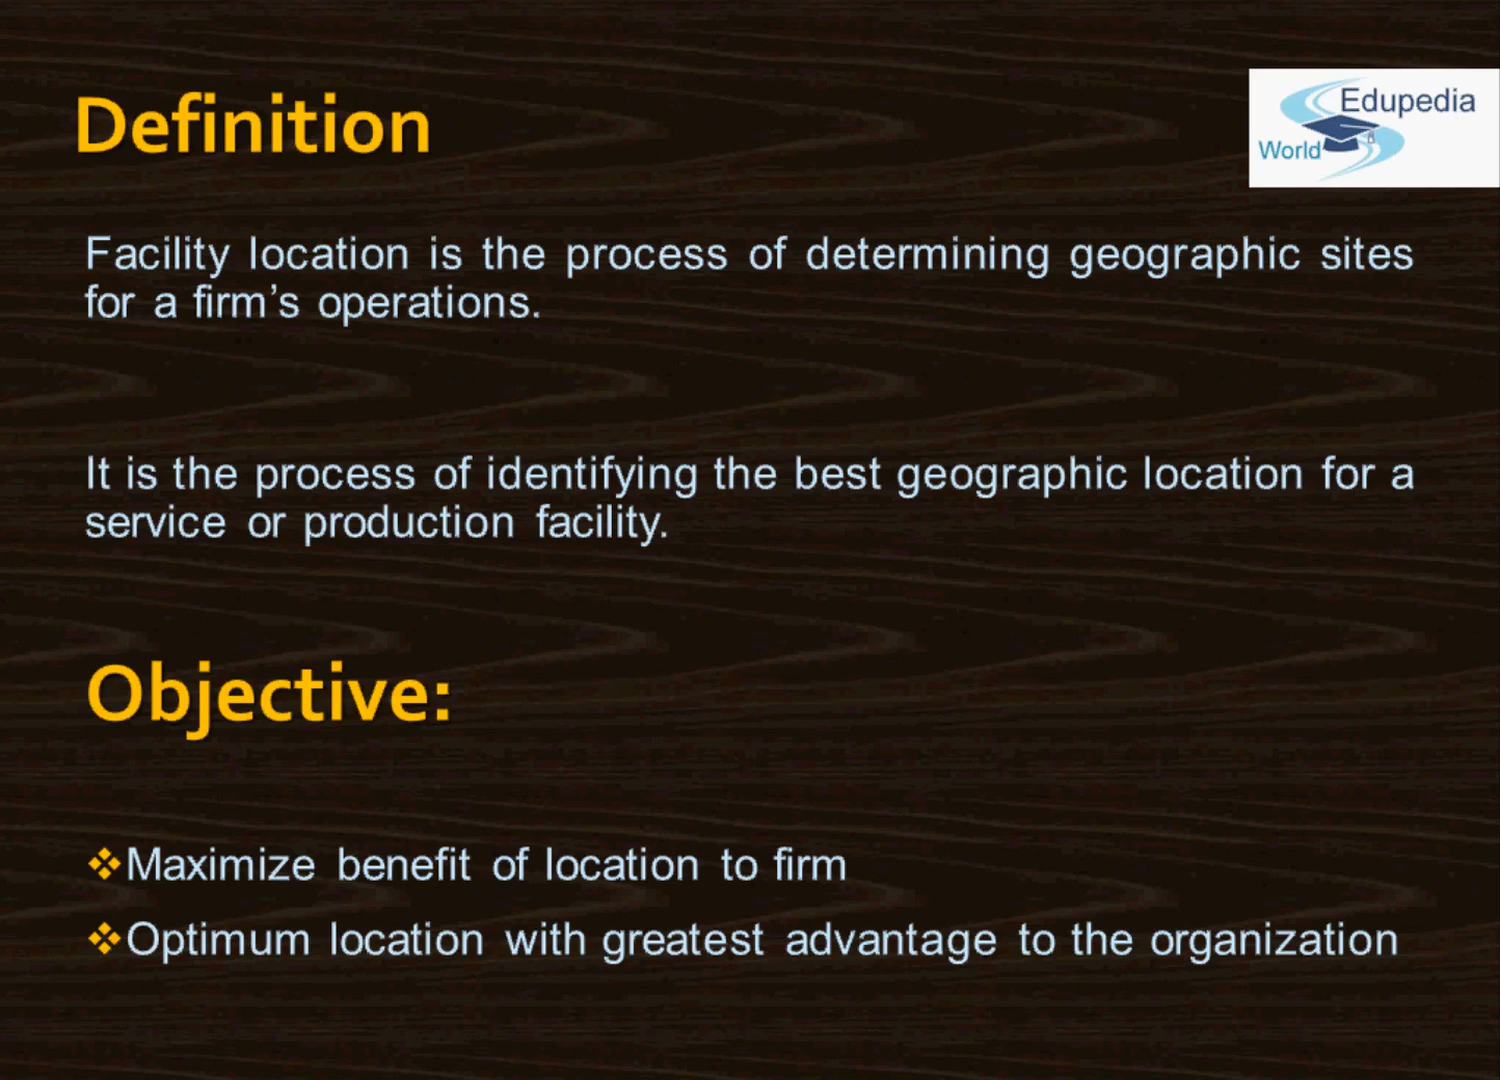 Definition
Edupedia
World
Facility location is the process of determining geographic sites
for a firm’s operations.
It is the process of identifying the best geographic location for a
service or production facility.
Objective:
❖Maximize benefit of location to firm
❖Optimum location with greatest advantage to the organization